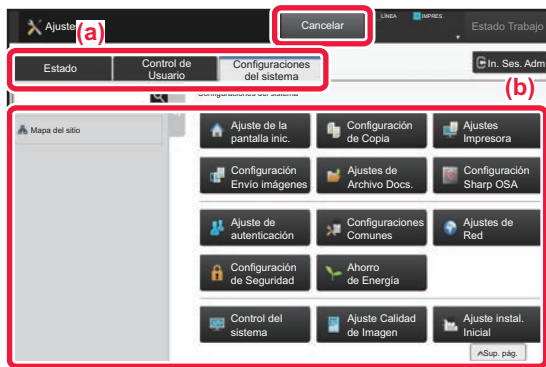 Ajustes
(a)
Cancelar
LÍNEA
IMPRES.
Estado Trabajo
Estado
Control de
Usuario
Configuraciones
del sistema
In. Ses. Adm
(b)
Configuraciones del sistema
Mapa del sitio
Ajuste de la
pantalla inic.
Configuración
de Copia
Ajustes
Impresora
Configuración
Envío imágenes
Ajustes de
Archivo Docs.
Configuración
Sharp OSA
Ajuste de
autenticación
Configuraciones
Comunes
Ajustes de
Red
Configuración
de Seguridad
Ahorro
de Energía
Control del
sistema
Ajuste Calidad
de Imagen
Ajuste instal.
Inicial
Sup. pág.